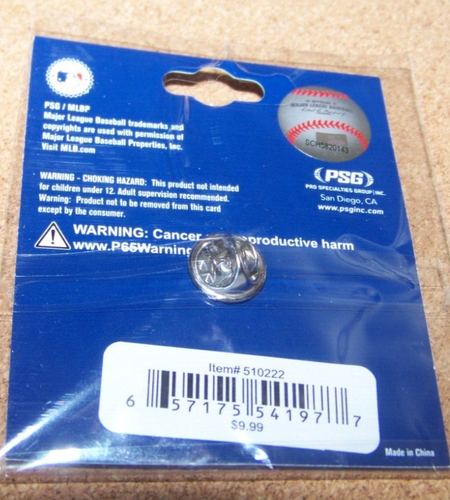 PSG / MLBP
Major League Baseball trademarks and
copyrights are used with permission of
Major League Baseball Properties, Inc.
Visit MLB.com
MAJOR LEAGUE BASEBALL
PSG
PRO SPECIALTIES GROUP, INC.
San Diego, CA
www.psginc.com
WARNING - CHOKING HAZARD: This product not intended
for children under 12. Adult supervision recommended.
Warning: Product not to be removed from this card
except by the consumer.
WARNING: Cancer reproductive harm
www.P65Warning
Item# 510222
6 57175 54197 7
$9.99
Made in China